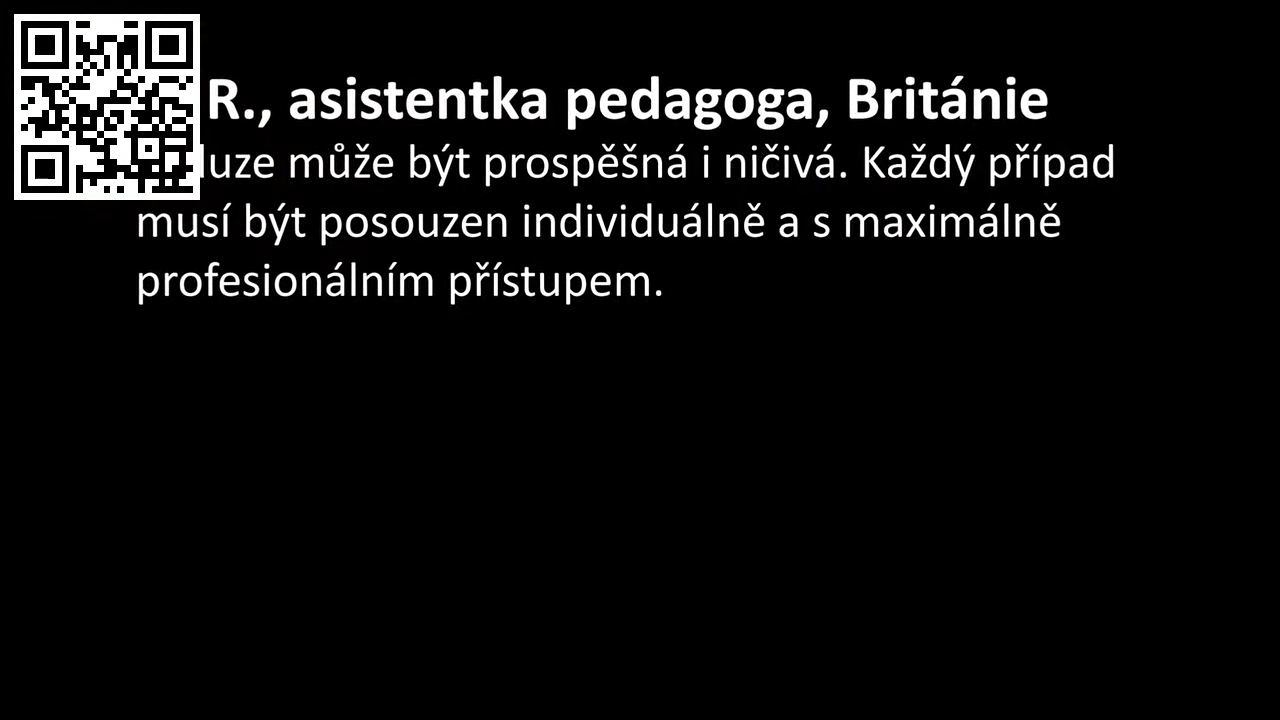 R., asistentka pedagoga, Británie
může být prospěšná i ničivá. Každý případ
musí být posouzen individuálně a s maximálně
profesionálním přístupem.